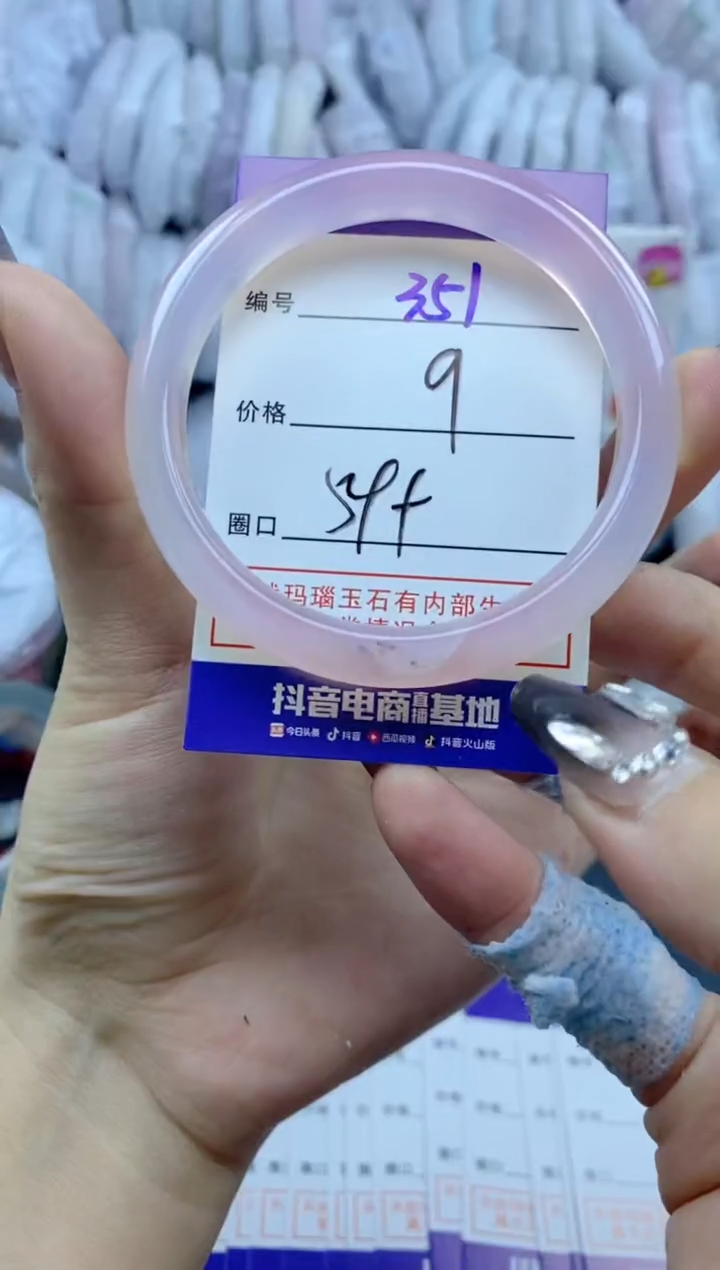 编号 351
价格 9
圈口 54+
玛瑙玉石有内部生
抖音电商直播基地
今日头条 抖音 西瓜视频 抖音火山版